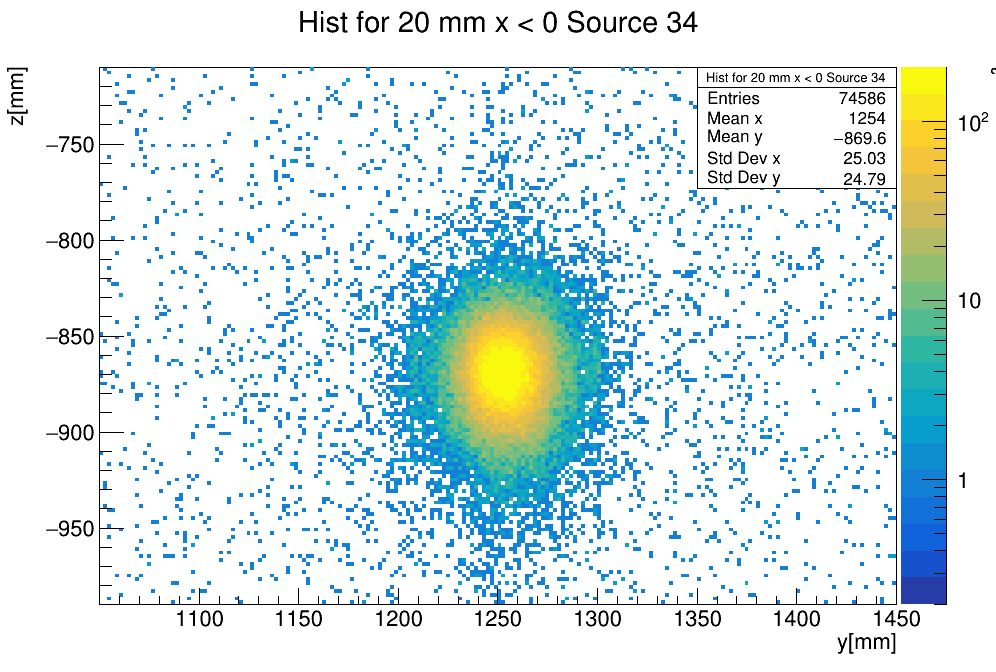 Hist for 20 mm x < 0 Source 34
z[mm]
Hist for 20 mm x < 0 Source 34
Entries 74586
Mean x 1254
Mean y −869.6
Std Dev x 25.03
Std Dev y 24.79
−750
−800
−850
−900
−950
10²
10
1
1100 1150 1200 1250 1300 1350 1400 1450
y[mm]